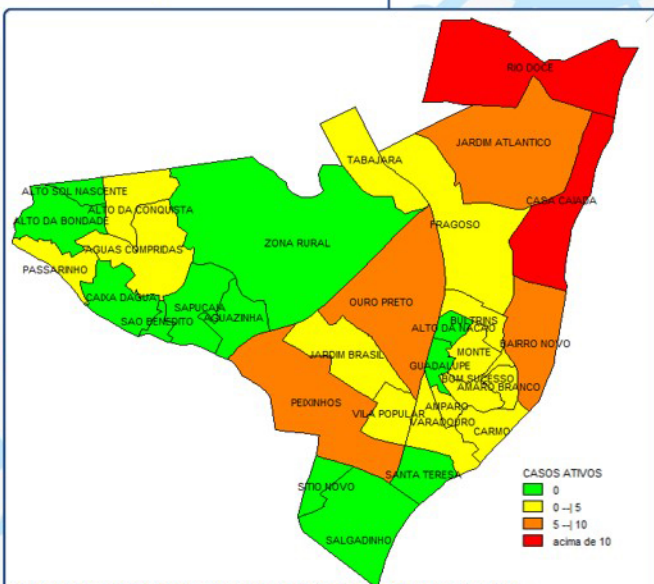 RIO DOCE
JARDIM ATLANTICO
TABAJARA
ALTO SOL NASCENTE
CASA CAIADA
ALTO DA CONQUISTA
ALTO DA BONDADE
FRAGOSO
ZONA RURAL
AGUAS COMPRIDAS
PASSARINHO
CAIXA DAGUA
OURO PRETO
SAPUCAIA
AGUAZINHA
SAO BENEDITO
BULTRINS
ALTO DA NACAO
BAIRRO NOVO
MONTE
JARDIM BRASIL
GUADALUPE
BOM SUCESSO
AMARO BRANCO
PEIXINHOS
AMPARO
VILA POPULAR
VARADOURO
CARMO
SANTA TERESA
SITIO NOVO
SALGADINHO
CASOS ATIVOS
0
0 --| 5
5 --| 10
acima de 10